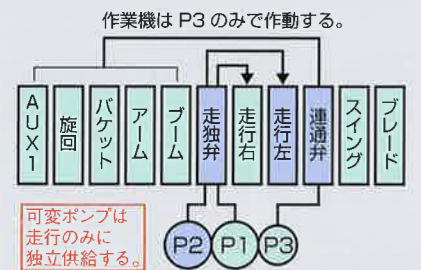 作業機は P3 のみで作動する。
AUX1
旋回
バケット
アーム
ブーム
走独弁
走行右
走行左
連通弁
スイング
ブレード
可変ポンプは
走行のみに
独立供給する。
P2
P1
P3